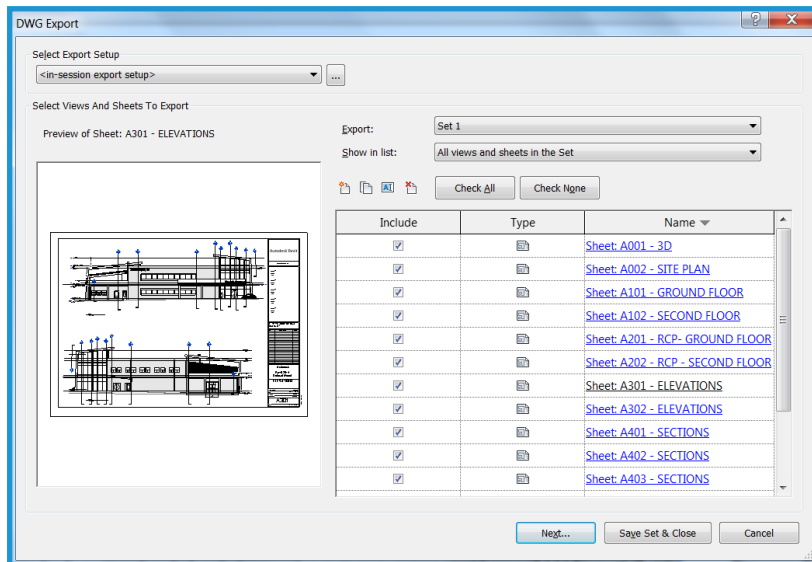 DWG Export
Select Export Setup
<in-session export setup>
...
Select Views And Sheets To Export
Preview of Sheet: A301 - ELEVATIONS
Export:
Set 1
Show in list:
All views and sheets in the Set
Check All
Check None
Include
Type
Name
Sheet: A001 - 3D
Sheet: A002 - SITE PLAN
Sheet: A101 - GROUND FLOOR
Sheet: A102 - SECOND FLOOR
Sheet: A201 - RCP- GROUND FLOOR
Sheet: A202 - RCP - SECOND FLOOR
Sheet: A301 - ELEVATIONS
Sheet: A302 - ELEVATIONS
Sheet: A401 - SECTIONS
Sheet: A402 - SECTIONS
Sheet: A403 - SECTIONS
Next...
Save Set & Close
Cancel